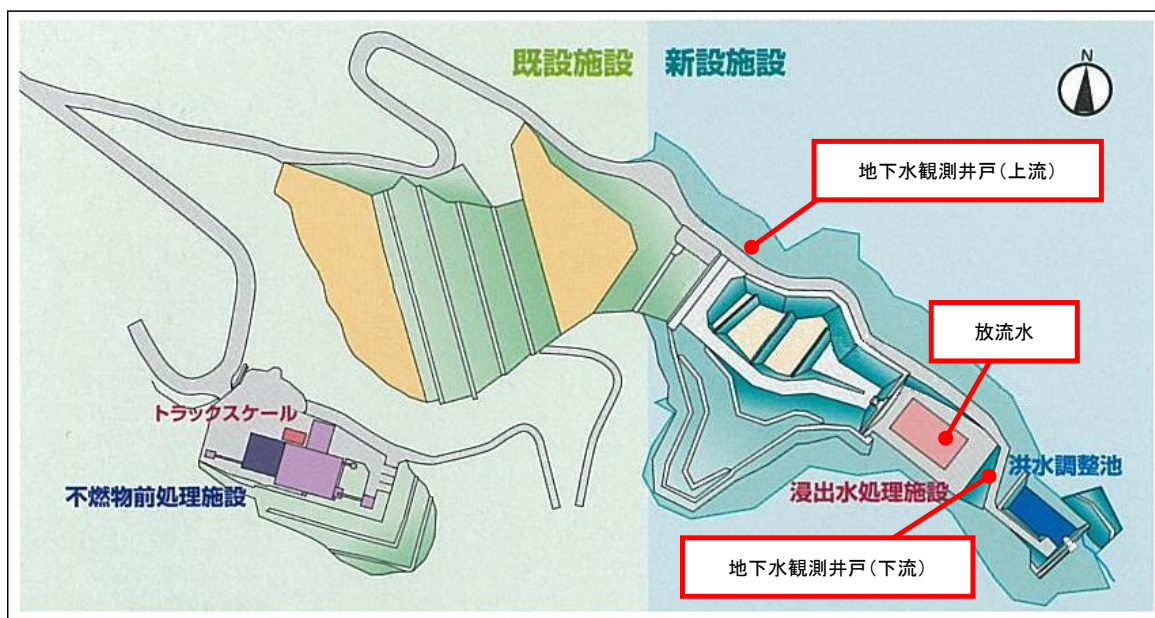 既設施設
新設施設
N
地下水観測井戸(上流)
放流水
トラックスケール
不燃物前処理施設
浸出水処理施設
洪水調整池
地下水観測井戸(下流)